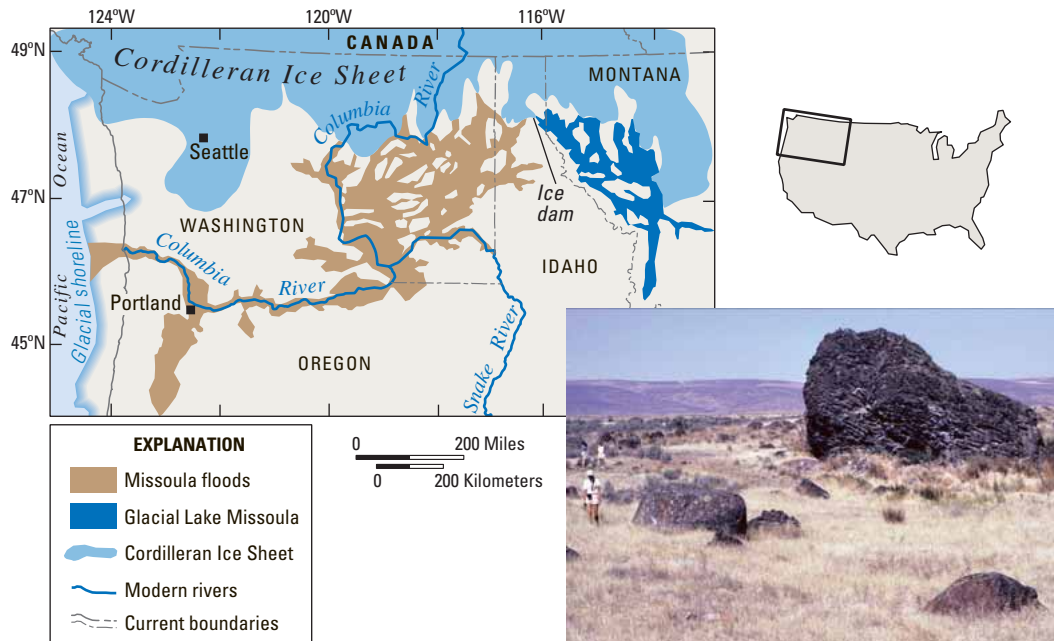 124°W
120°W
116°W
49°N
47°N
45°N
CANADA
Cordilleran Ice Sheet
MONTANA
Columbia
River
Seattle
Ice
dam
WASHINGTON
IDAHO
Columbia
River
Portland
OREGON
Snake River
Pacific Ocean
Glacial shoreline
EXPLANATION
Missoula floods
Glacial Lake Missoula
Cordilleran Ice Sheet
Modern rivers
Current boundaries
0 200 Miles
0 200 Kilometers